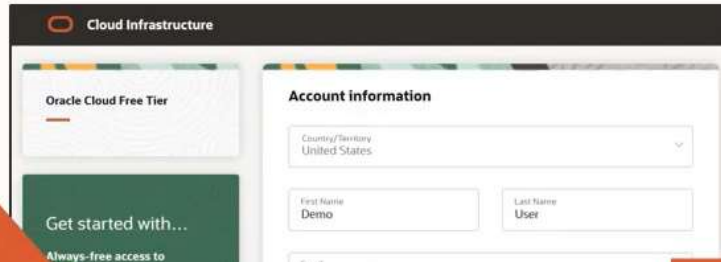 Cloud Infrastructure
Oracle Cloud Free Tier
Account information
Country/Territory
United States
First Name
Demo
Last Name
User
Get started with...
Always-free access to